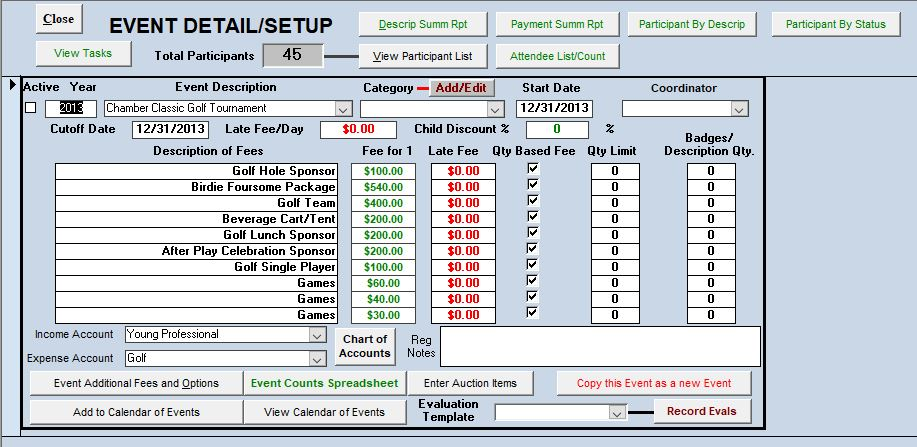 Close
EVENT DETAIL/SETUP
Descrip Summ Rpt
Payment Summ Rpt
Participant By Descrip
Participant By Status
View Tasks
Total Participants 45
View Participant List
Attendee List/Count
Active Year Event Description Category Add/Edit Start Date Coordinator
2013 Chamber Classic Golf Tournament 12/31/2013
Cutoff Date 12/31/2013 Late Fee/Day $0.00 Child Discount % 0 %
Description of Fees Fee for 1 Late Fee Qty Based Fee Qty Limit Badges/
Description Qty.
Golf Hole Sponsor $100.00 $0.00 0 0
Birdie Foursome Package $540.00 $0.00 0 0
Golf Team $400.00 $0.00 0 0
Beverage Cart/Tent $200.00 $0.00 0 0
Golf Lunch Sponsor $200.00 $0.00 0 0
After Play Celebration Sponsor $200.00 $0.00 0 0
Golf Single Player $100.00 $0.00 0 0
Games $60.00 $0.00 0 0
Games $40.00 $0.00 0 0
Games $30.00 $0.00 0 0
Income Account Young Professional
Expense Account Golf
Chart of
Accounts
Reg
Notes
Event Additional Fees and Options
Event Counts Spreadsheet
Enter Auction Items
Copy this Event as a new Event
Add to Calendar of Events
View Calendar of Events
Evaluation
Template
Record Evals